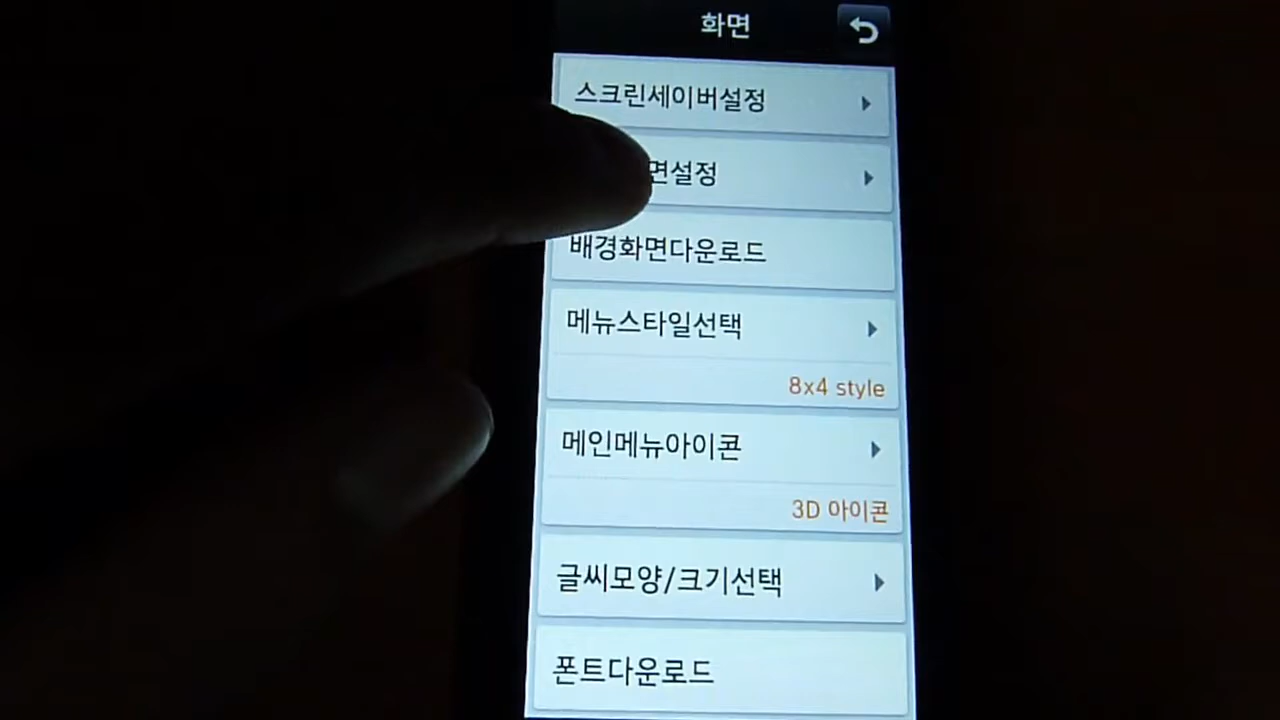 화면
스크린세이버설정
면설정
배경화면다운로드
메뉴스타일선택
8x4 style
메인메뉴아이콘
3D 아이콘
글씨모양/크기선택
폰트다운로드